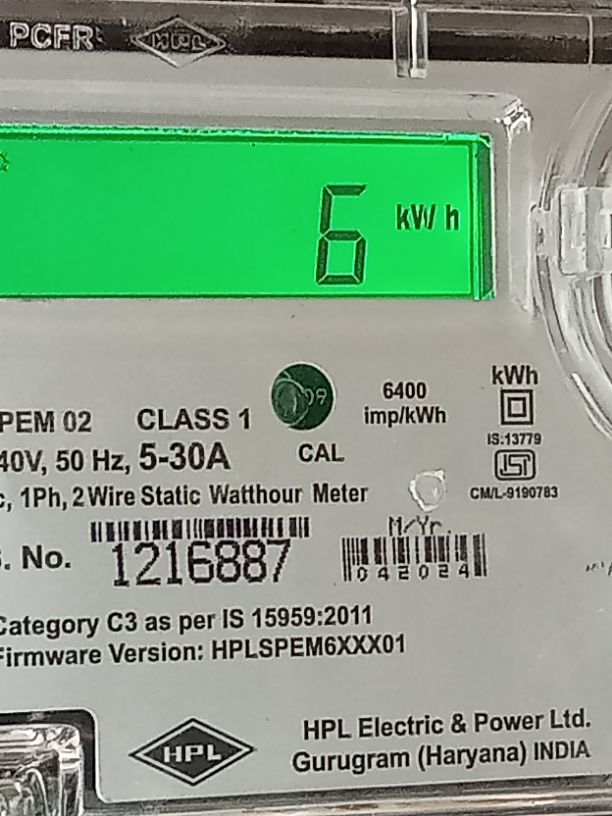 PCFR HPL
6 kWh
PEM 02 CLASS 1
6400
imp/kWh
kWh
40V, 50 Hz, 5-30A
CAL
IS:13779
ISI
CM/L-9190783
c, 1Ph, 2 Wire Static Watthour Meter
M/Yr.
. No. 1216887
042024
Category C3 as per IS 15959:2011
Firmware Version: HPLSPEM6XXX01
HPL
HPL Electric & Power Ltd.
Gurugram (Haryana) INDIA